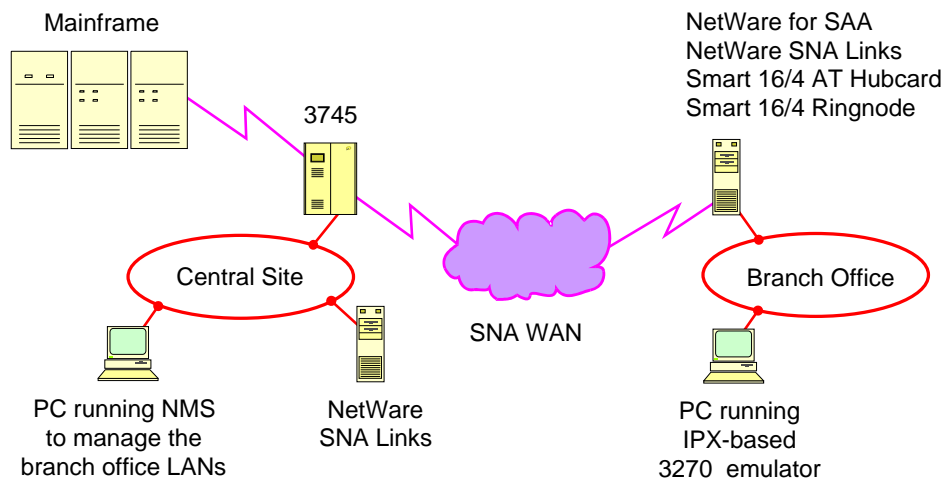 Mainframe
NetWare for SAA
NetWare SNA Links
Smart 16/4 AT Hubcard
Smart 16/4 Ringnode
3745
Central Site
Branch Office
SNA WAN
PC running NMS
to manage the
branch office LANs
NetWare
SNA Links
PC running
IPX-based
3270 emulator